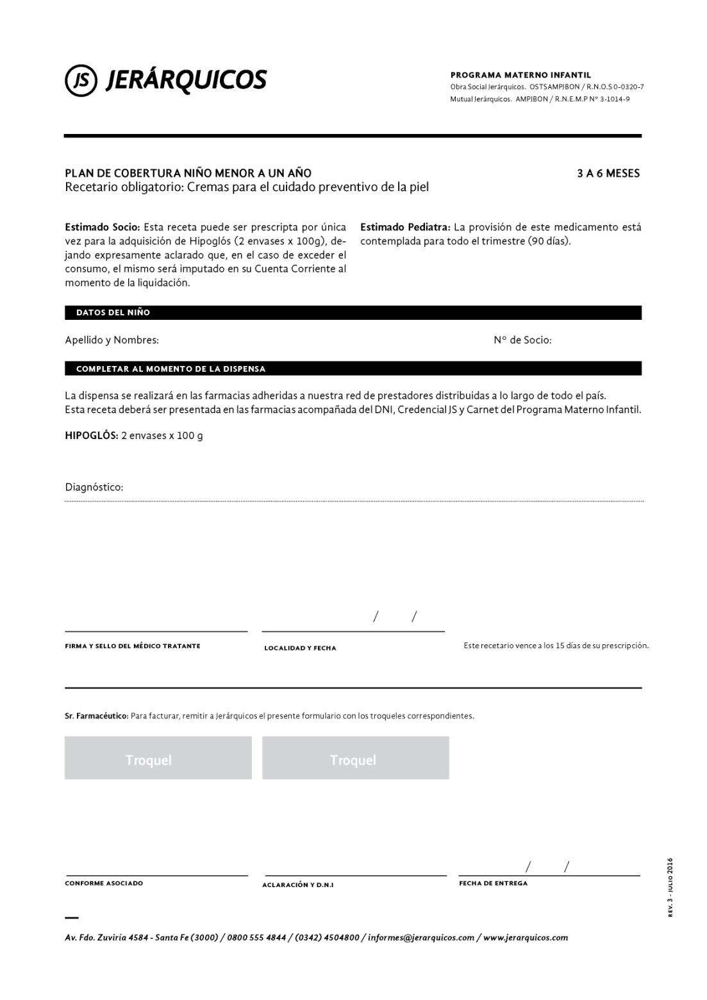 JS JERÁRQUICOS
PROGRAMA MATERNO INFANTIL
Obra Social Jerárquicos. OSTSAMPJBON / R.N.O.S 0-0320-7
Mutual Jerárquicos. AMPJBON / R.N.E.M.P Nº 3-1014-9
PLAN DE COBERTURA NIÑO MENOR A UN AÑO
3 A 6 MESES
Recetario obligatorio: Cremas para el cuidado preventivo de la piel
Estimado Socio: Esta receta puede ser prescripta por única
vez para la adquisición de Hipoglós (2 envases x 100g), de-
jando expresamente aclarado que, en el caso de exceder el
consumo, el mismo será imputado en su Cuenta Corriente al
momento de la liquidación.
Estimado Pediatra: La provisión de este medicamento está
contemplada para todo el trimestre (90 días).
DATOS DEL NIÑO
Apellido y Nombres:
Nº de Socio:
COMPLETAR AL MOMENTO DE LA DISPENSA
La dispensa se realizará en las farmacias adheridas a nuestra red de prestadores distribuidas a lo largo de todo el país.
Esta receta deberá ser presentada en las farmacias acompañada del DNI, Credencial JS y Carnet del Programa Materno Infantil.
HIPOGLÓS: 2 envases x 100 g
Diagnóstico:
/ /
FIRMA Y SELLO DEL MÉDICO TRATANTE
LOCALIDAD Y FECHA
Este recetario vence a los 15 días de su prescripción.
Sr. Farmacéutico: Para facturar, remitir a Jerárquicos el presente formulario con los troqueles correspondientes.
Troquel
Troquel
/ /
CONFORME ASOCIADO
ACLARACIÓN Y D.N.I
FECHA DE ENTREGA
REV. 3 - JULIO 2016
Av. Fdo. Zuviría 4584 - Santa Fe (3000) / 0800 555 4844 / (0342) 4504800 / informes@jerarquicos.com / www.jerarquicos.com